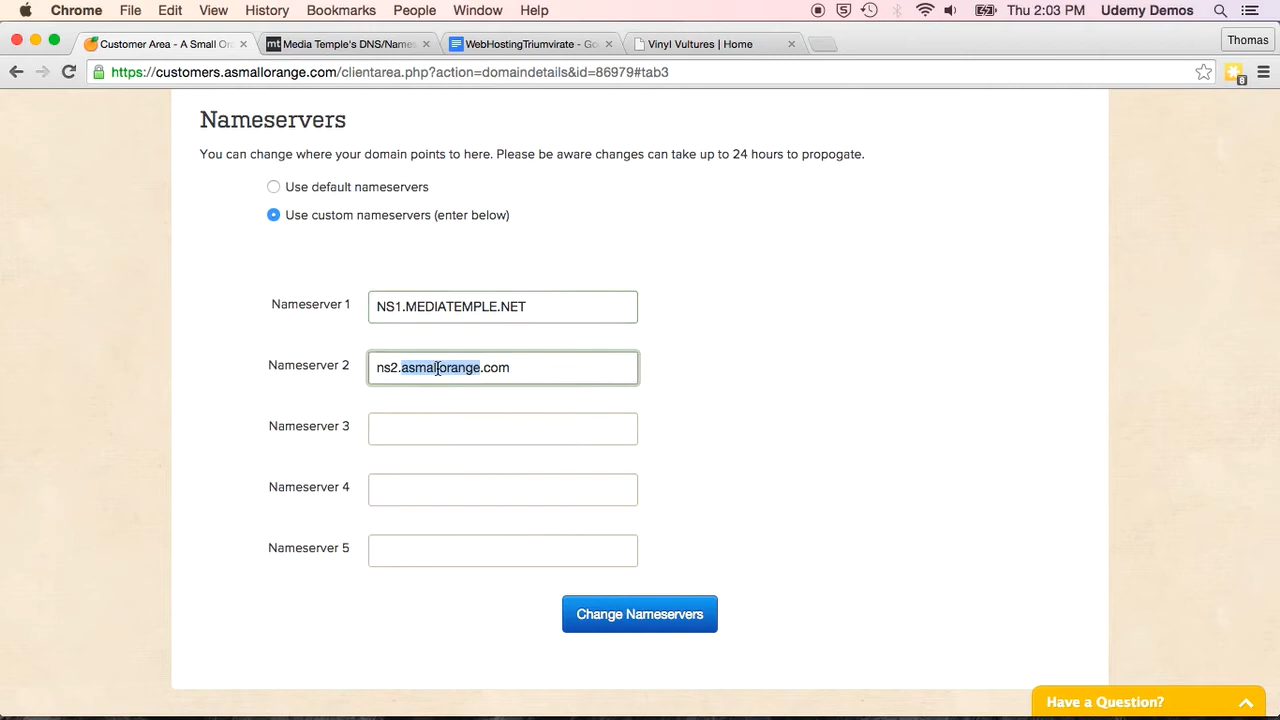 Chrome File Edit View History Bookmarks People Window Help Thu 2:03 PM Udemy Demos
Customer Area - A Small Or
mt Media Temple's DNS/Name
WebHostingTriumvirate - Go
Vinyl Vultures | Home
Thomas
https://customers.asmallorange.com/clientarea.php?action=domaindetails&id=86979#tab3
8
Nameservers
You can change where your domain points to here. Please be aware changes can take up to 24 hours to propogate.
Use default nameservers
Use custom nameservers (enter below)
Nameserver 1 NS1.MEDIATEMPLE.NET
Nameserver 2 ns2.asmallorange.com
Nameserver 3
Nameserver 4
Nameserver 5
Change Nameservers
Have a Question?